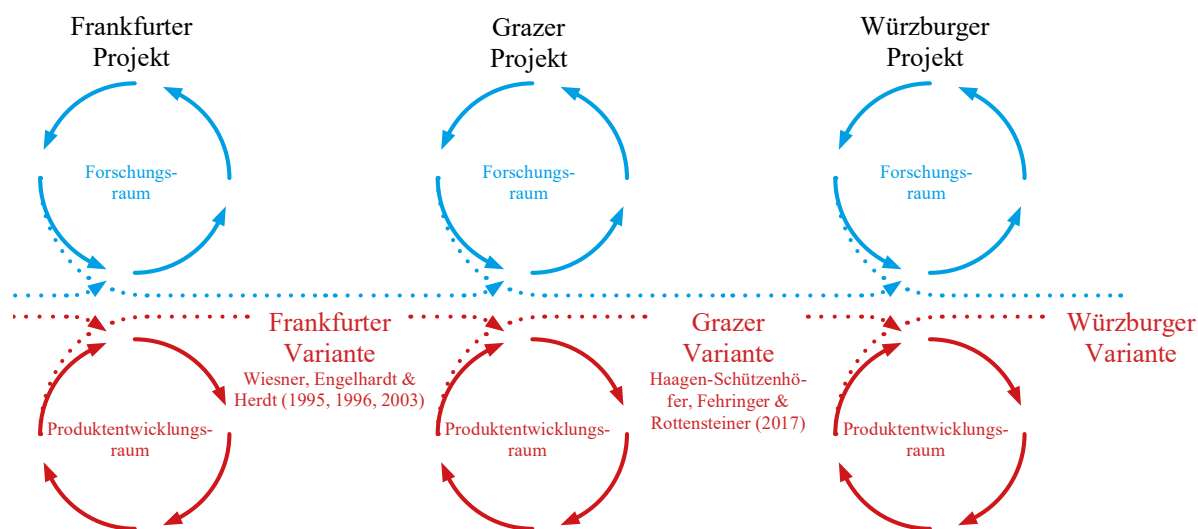 Frankfurter
Projekt
Grazer
Projekt
Würzburger
Projekt
Forschungs-
raum
Forschungs-
raum
Forschungs-
raum
Frankfurter
Variante
Wiesner, Engelhardt &
Herdt (1995, 1996, 2003)
Grazer
Variante
Haagen-Schützenhö-
fer, Fehringer &
Rottensteiner (2017)
Würzburger
Variante
Produktentwicklungs-
raum
Produktentwicklungs-
raum
Produktentwicklungs-
raum